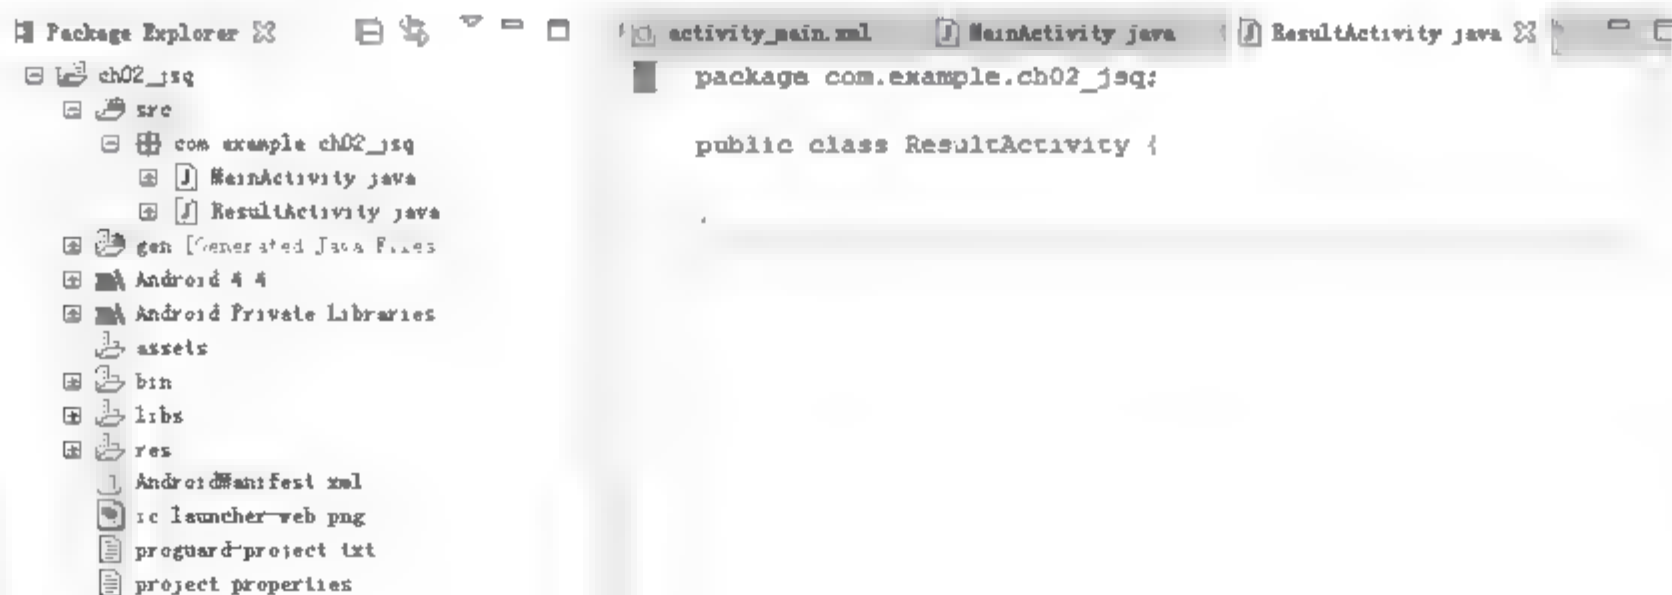 Package Explorer
ch02_jsq
src
com.example.ch02_jsq
MainActivity.java
ResultActivity.java
gen [Generated Java Files
Android 4.4
Android Private Libraries
assets
bin
libs
res
AndroidManifest.xml
ic_launcher-web.png
proguard-project.txt
project.properties
activity_main.xml
MainActivity.java
ResultActivity.java
package com.example.ch02_jsq;
public class ResultActivity {